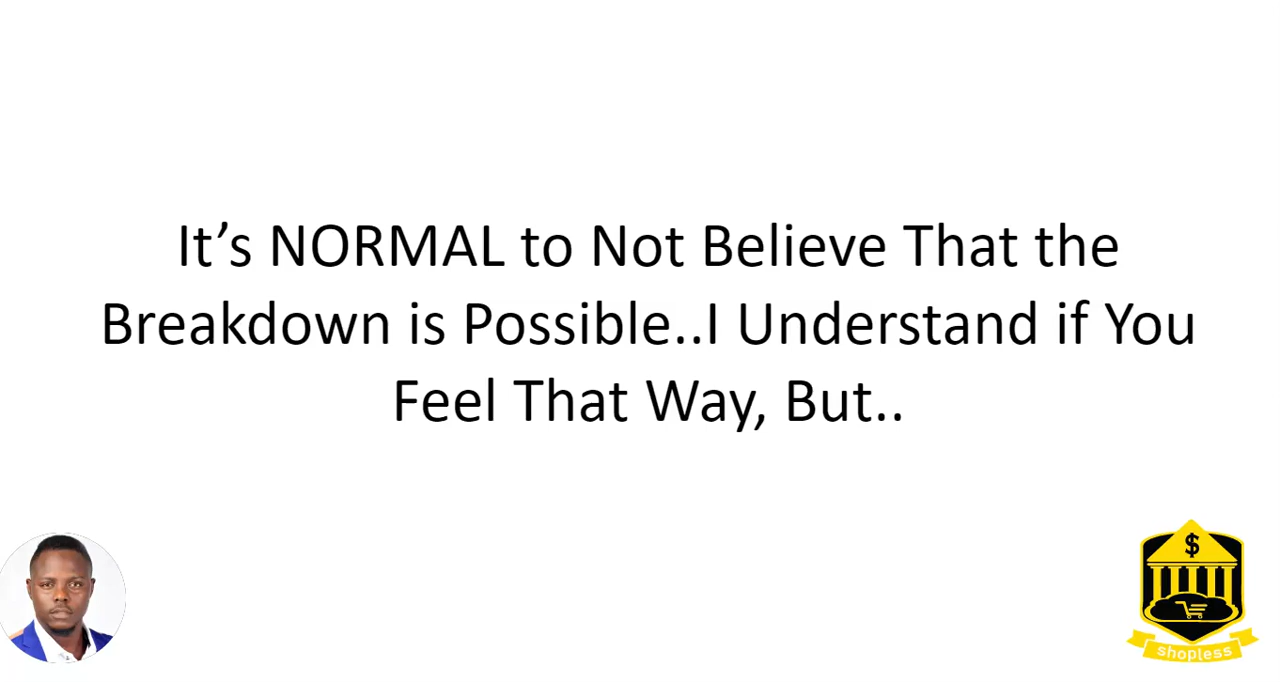 It’s NORMAL to Not Believe That the
Breakdown is Possible..I Understand if You
Feel That Way, But..
$
shopless